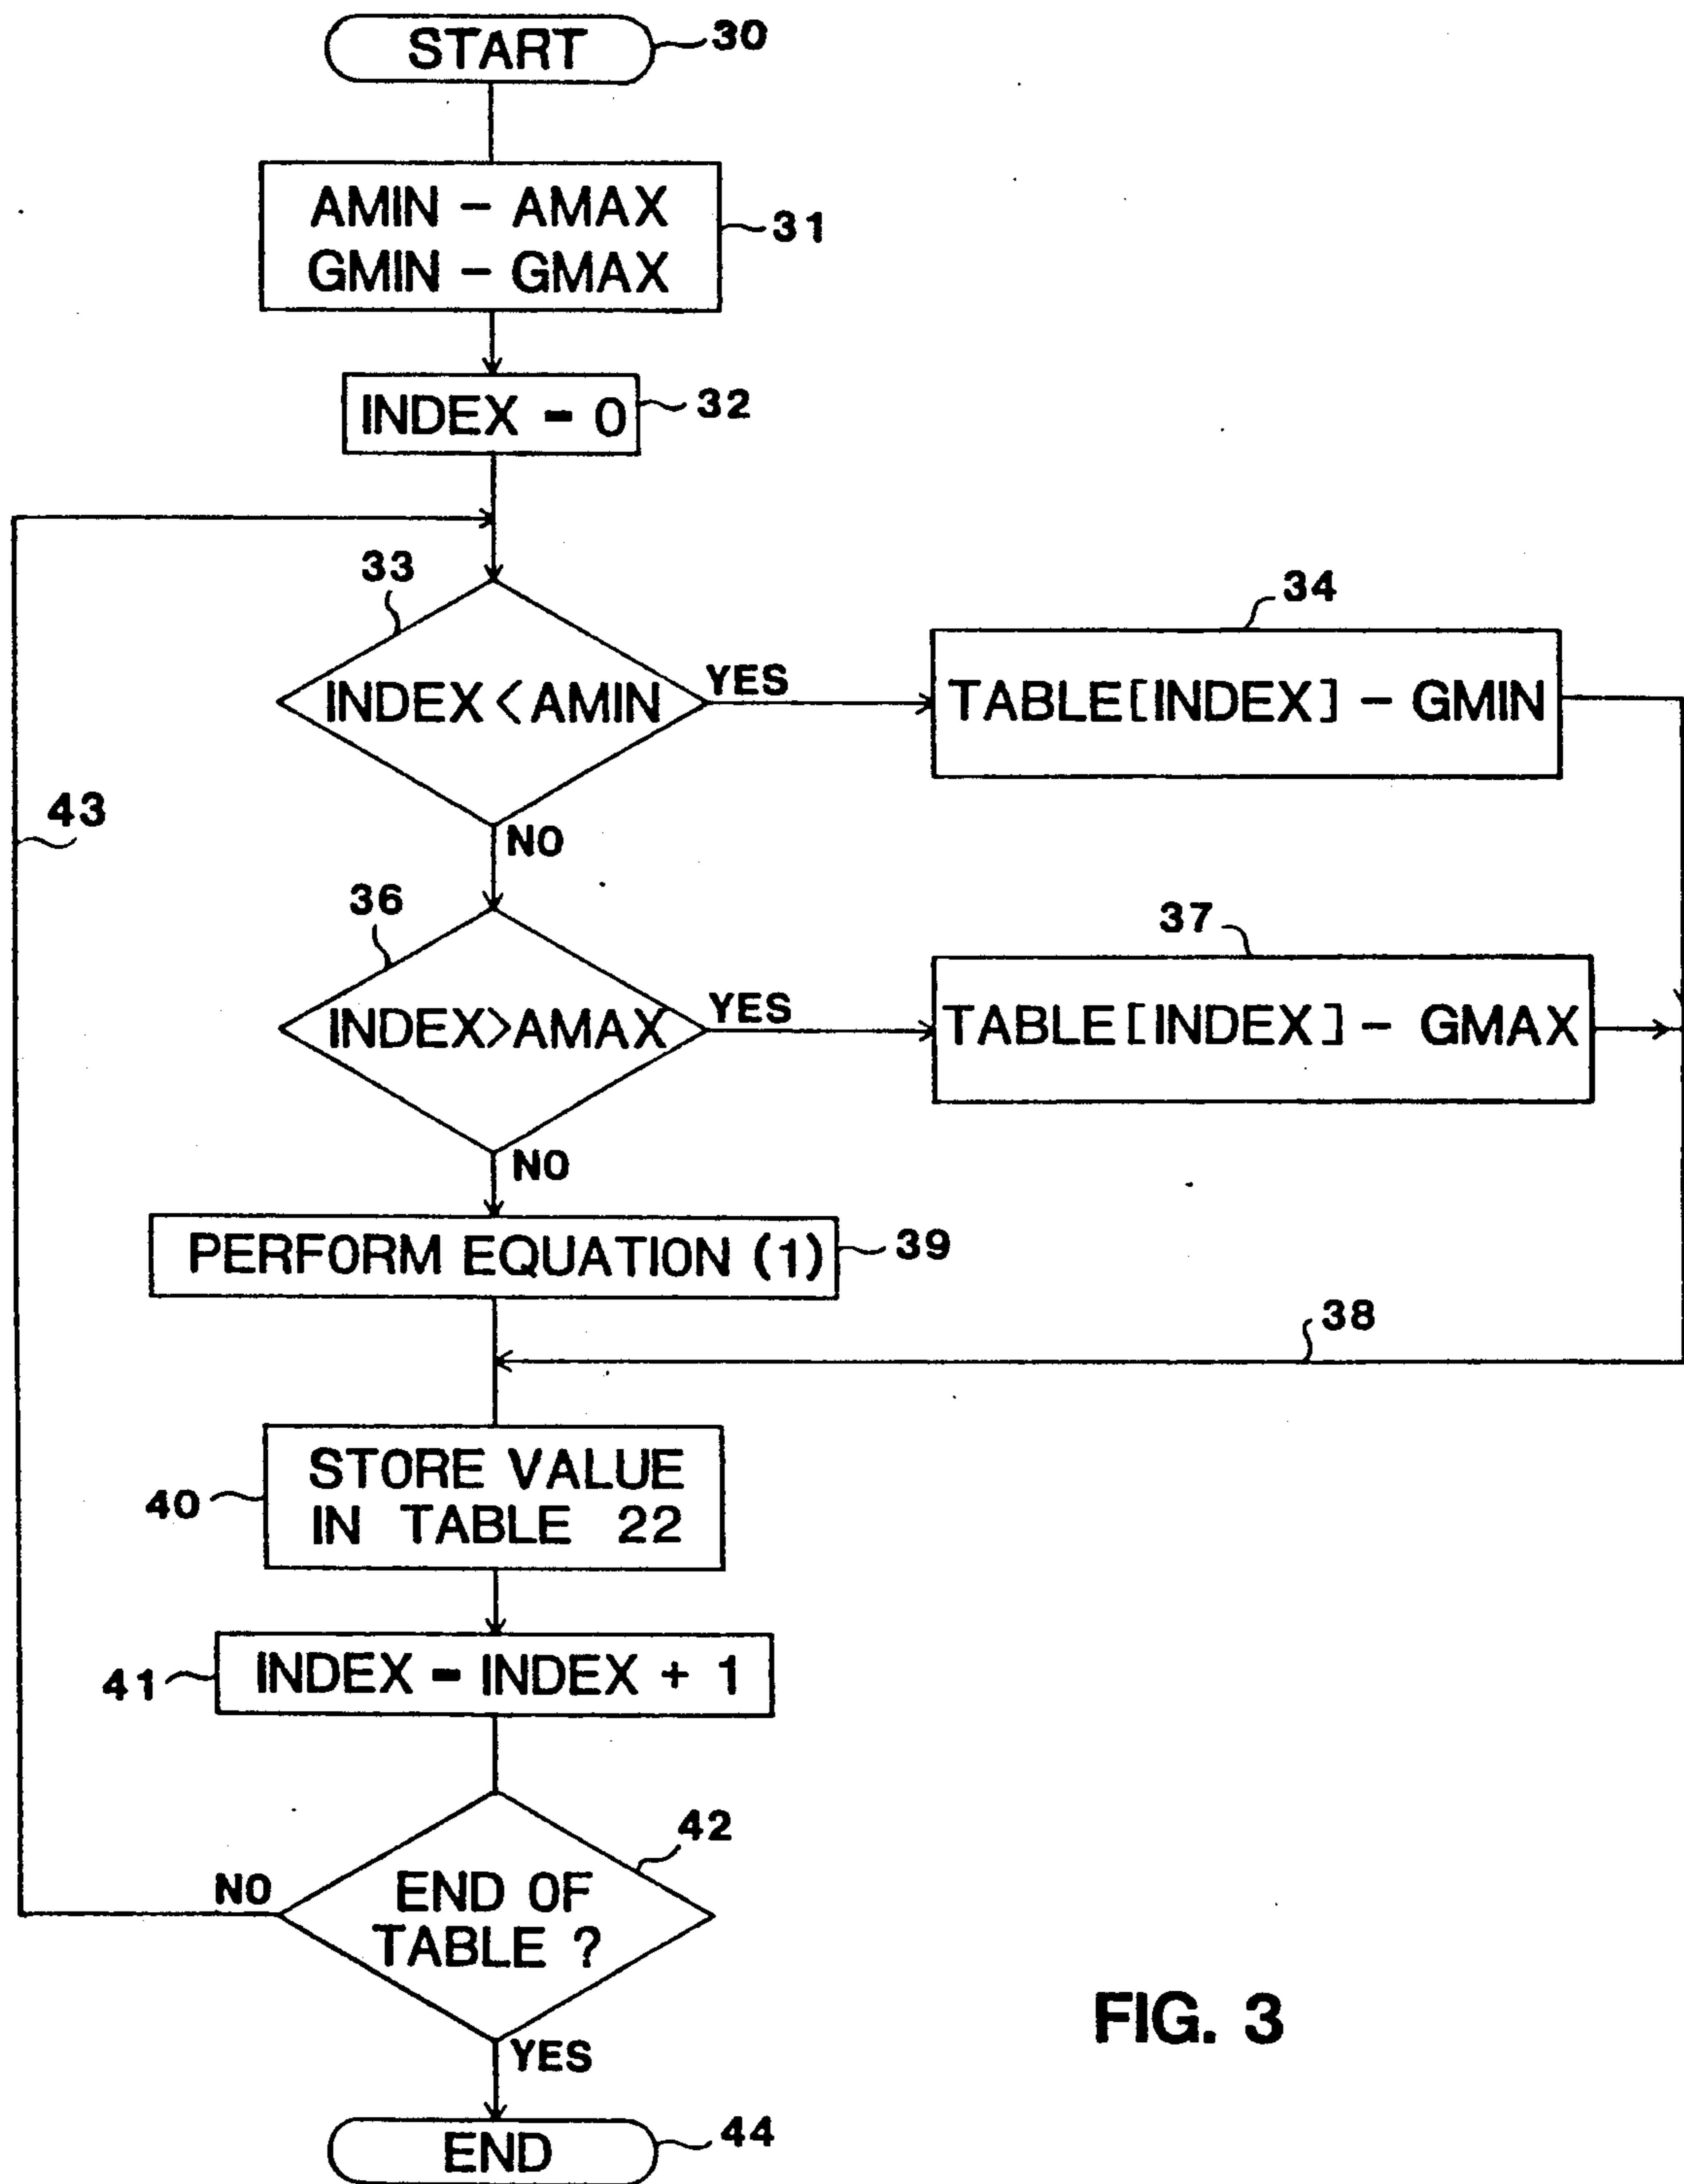 START
30
AMIN - AMAX
GMIN - GMAX
31
INDEX - 0
32
33
INDEX < AMIN
YES
34
TABLE[INDEX] - GMIN
43
NO
36
INDEX>AMAX
YES
37
TABLE[INDEX] - GMAX
NO
PERFORM EQUATION (1)
39
38
STORE VALUE
IN TABLE 22
40
41
INDEX - INDEX + 1
42
END OF
TABLE ?
NO
YES
FIG. 3
END
44